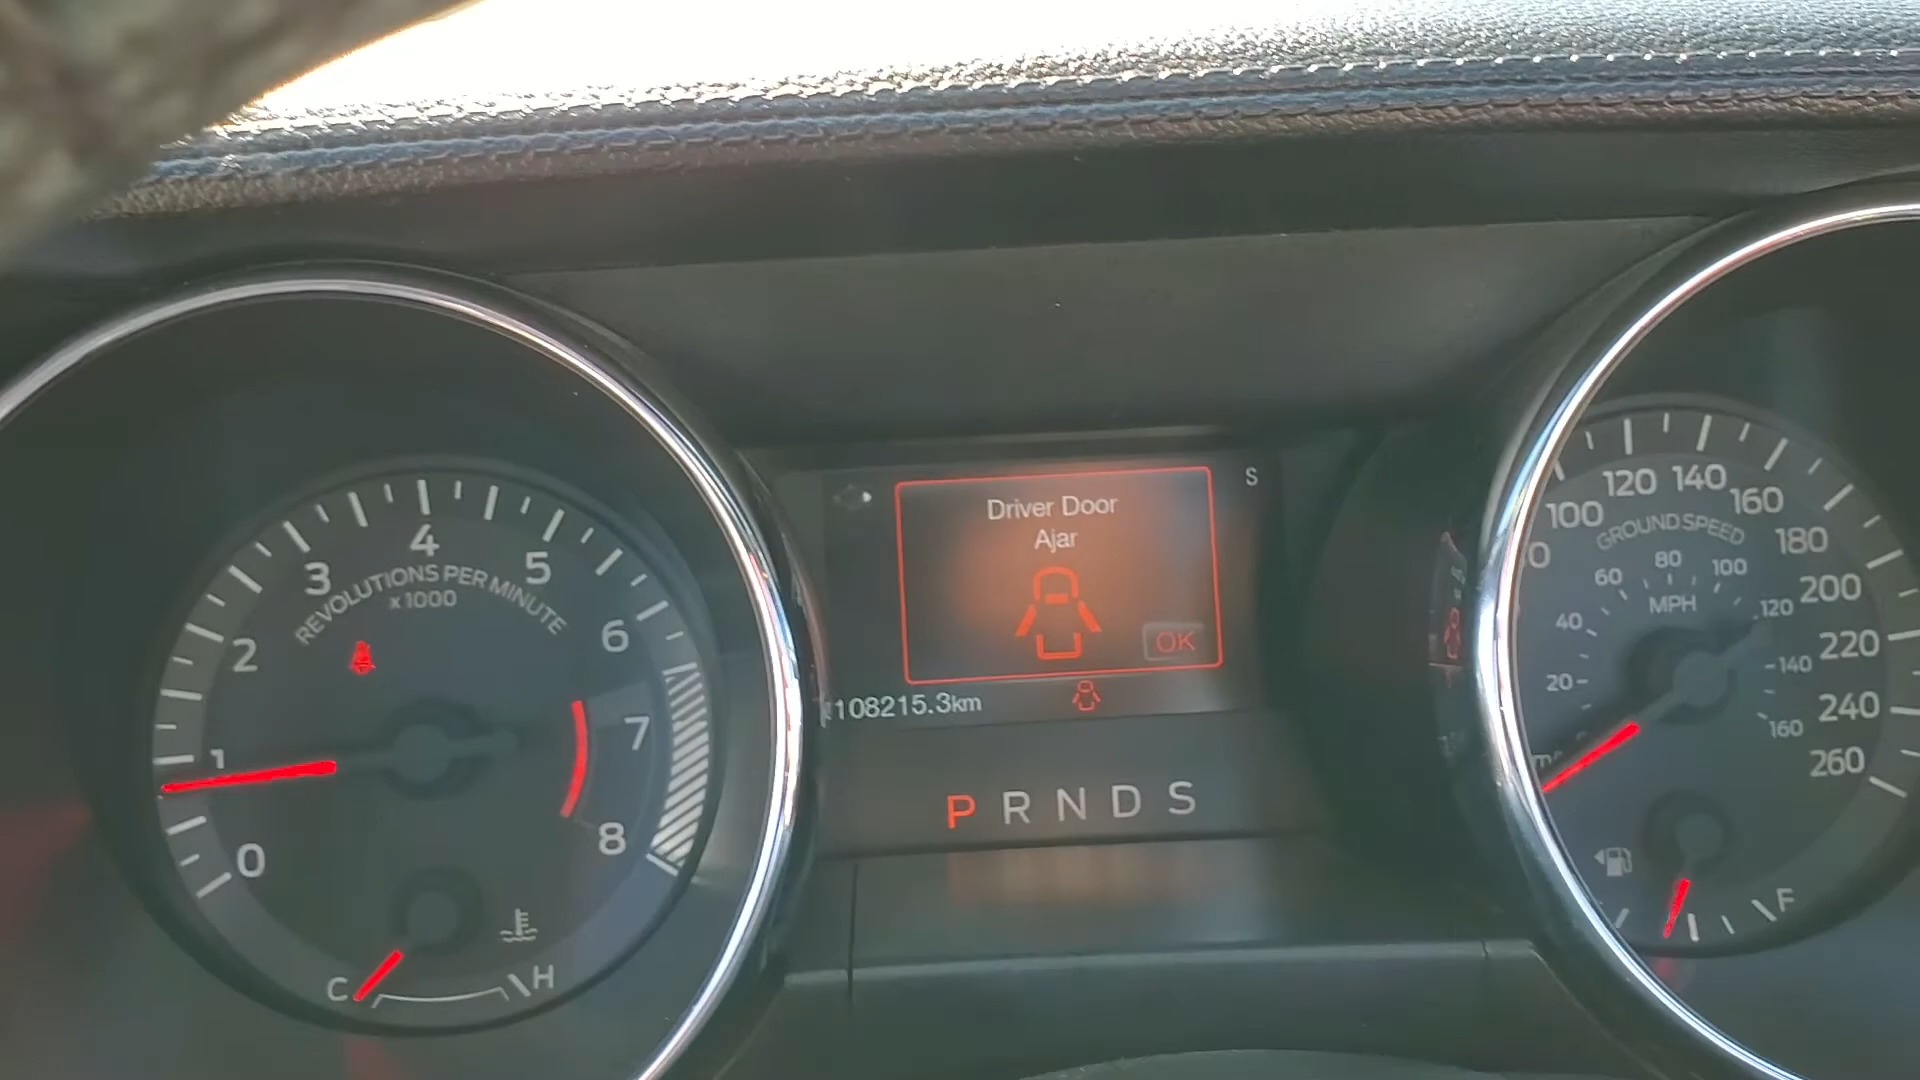 4
3
5
REVOLUTIONS PER MINUTE
x1000
2
6
1
7
0
8
C
H
S
Driver Door
Ajar
OK
108215.3km
P R N D S
120
140
100
160
GROUND SPEED
180
80
60
100
200
MPH
40
120
220
20
140
240
160
260
F